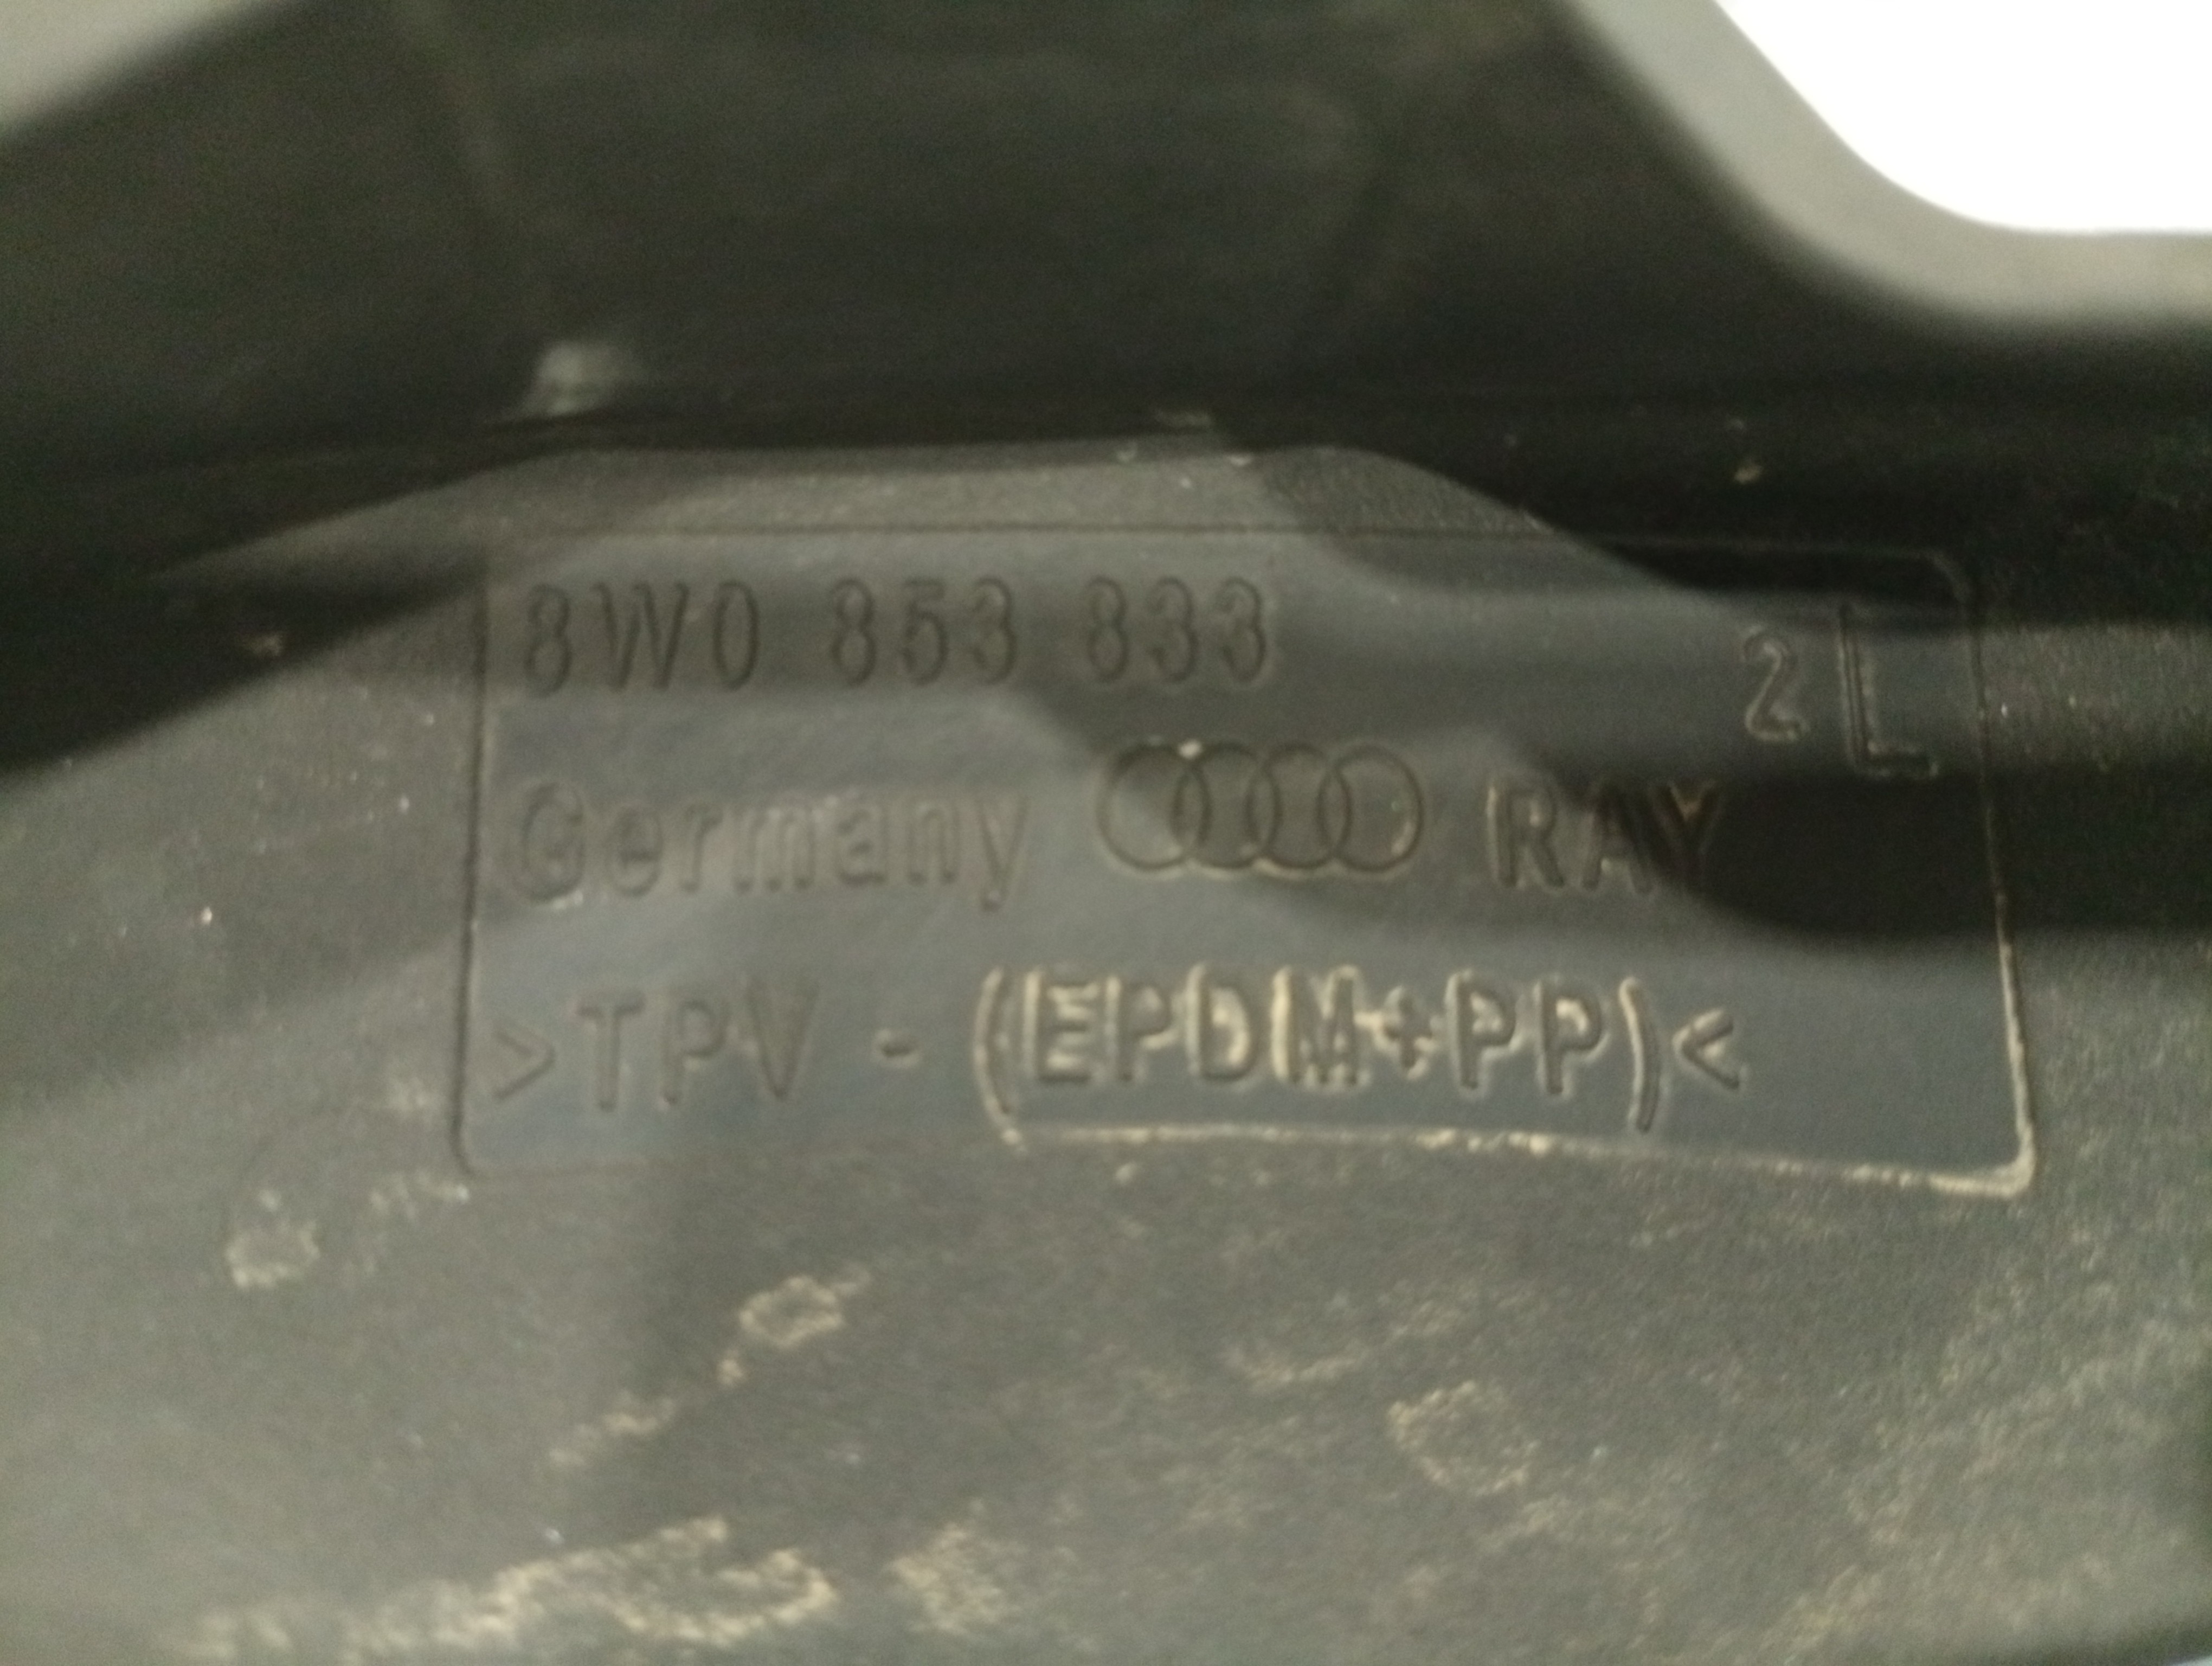 8W0 853 833
2 L
Germany RAY
>TPV - (EPDM+PP)<